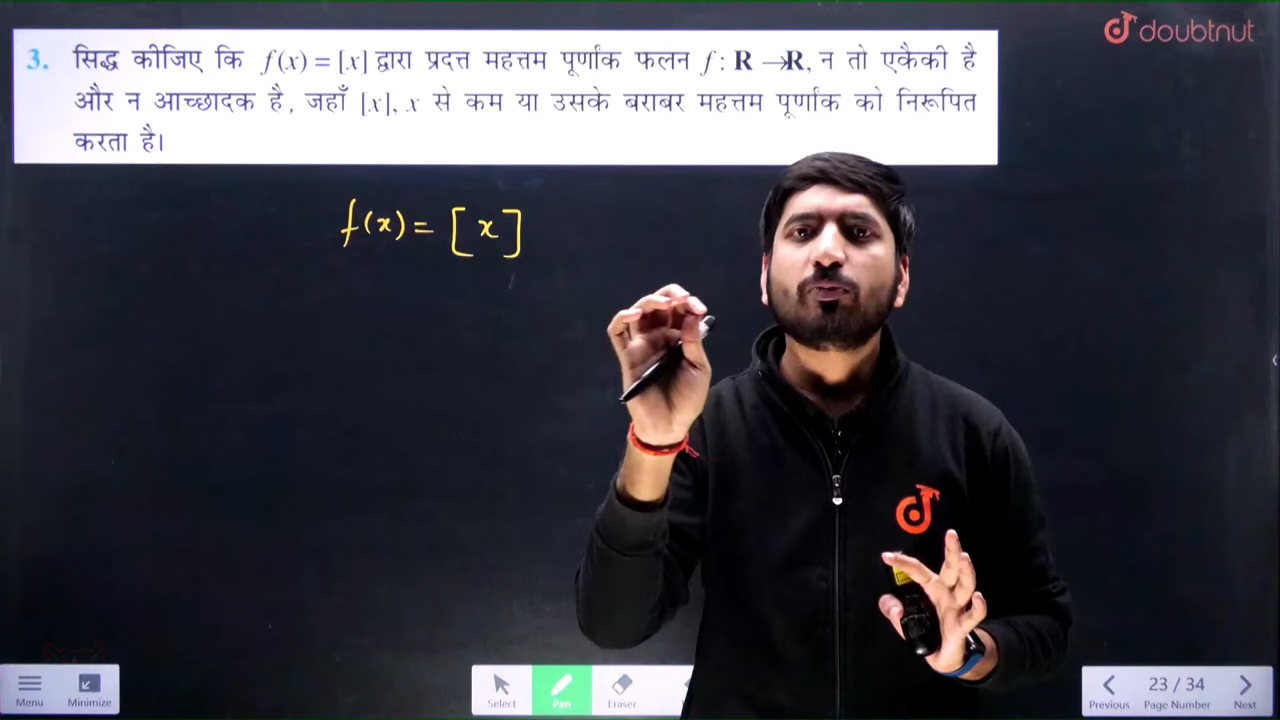 doubtnut
3. सिद्ध कीजिए कि f(x) = [x] द्वारा प्रदत्त महत्तम पूर्णांक फलन f : R → R, न तो एकैकी है
और न आच्छादक है, जहाँ [x], x से कम या उसके बराबर महत्तम पूर्णांक को निरूपित
करता है।
f(x) = [x]
Menu
Minimize
Select
Pen
Eraser
Previous
23 / 34
Page Number
Next